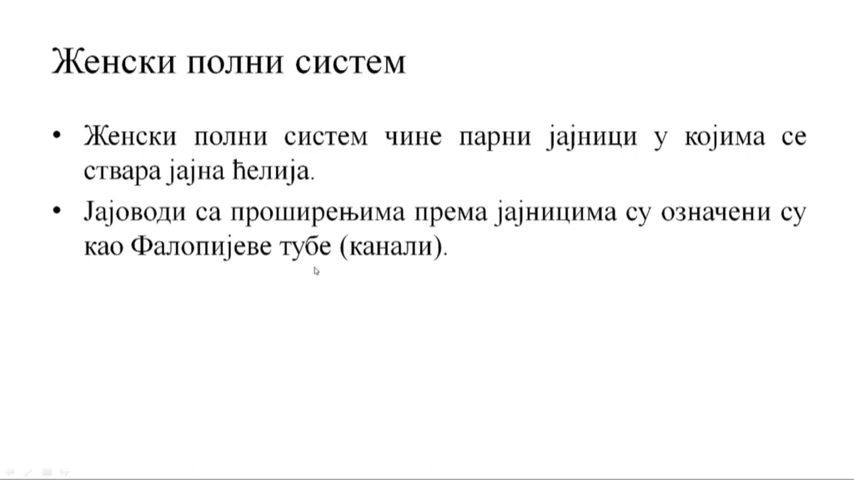 Женски полни систем
• Женски полни систем чине парни јајници у којима се
ствара јајна ћелија.
• Јајоводи са проширењима према јајницима су означени су
као Фалопијеве тубе (канали).